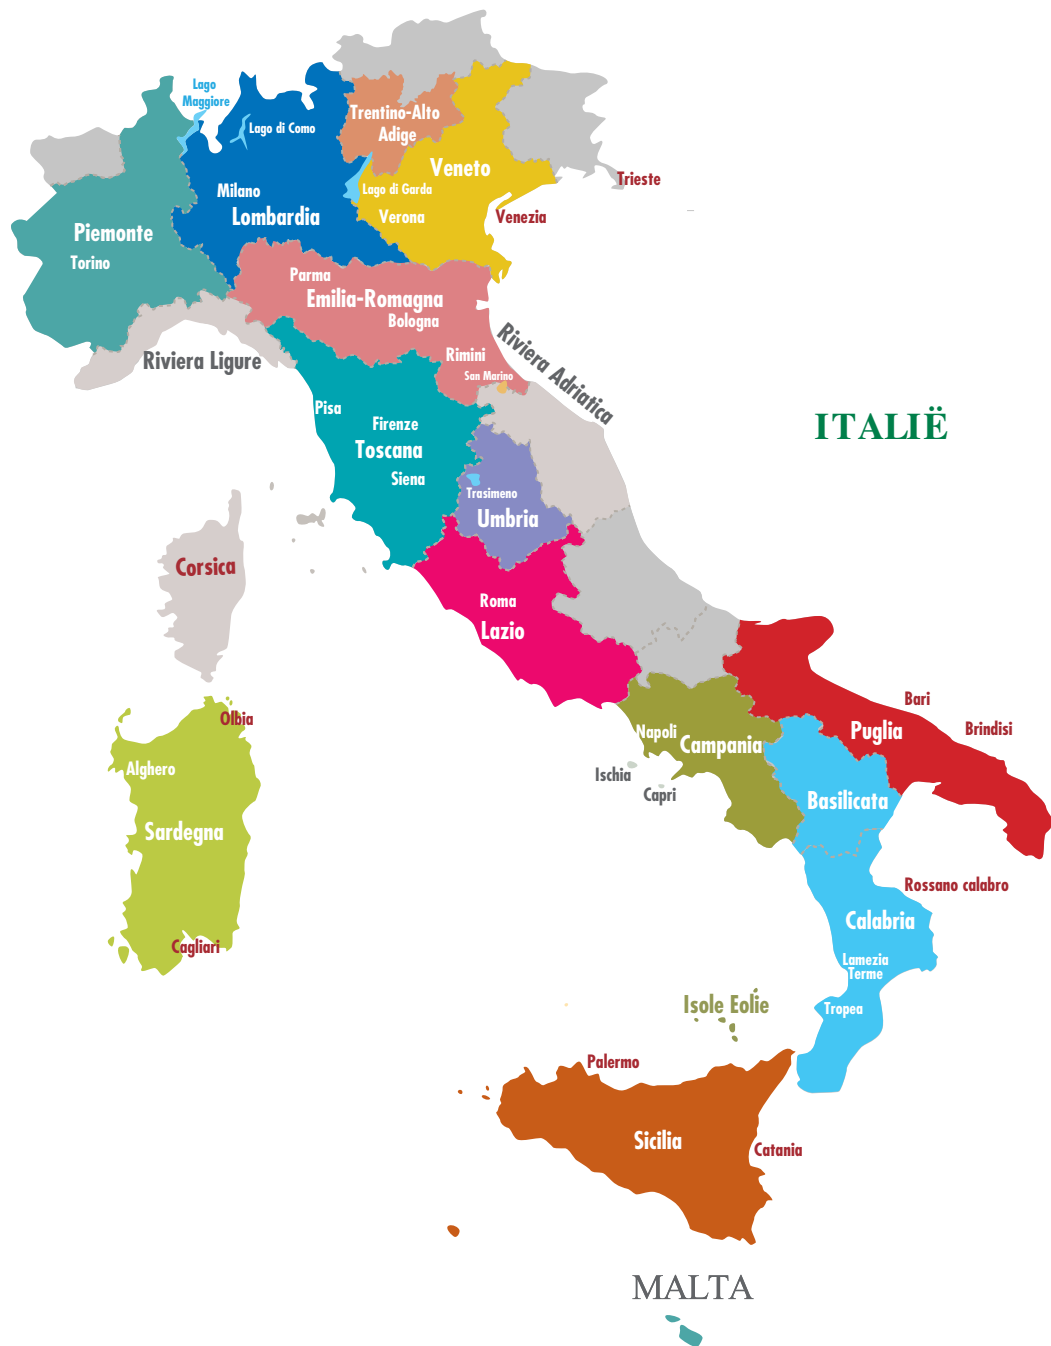 Lago
Maggiore
Lago di Como
Trentino-Alto
Adige
Veneto
Trieste
Milano
Lombardia
Lago di Garda
Verona
Venezia
Piemonte
Torino
Parma
Emilia-Romagna
Bologna
Rimini
San Marino
Riviera Ligure
Riviera Adriatica
ITALIË
Pisa
Firenze
Toscana
Siena
Trasimeno
Umbria
Corsica
Roma
Lazio
Olbia
Alghero
Sardegna
Cagliari
Napoli
Campania
Ischia
Capri
Bari
Brindisi
Puglia
Basilicata
Rossano calabro
Calabria
Lamezia
Terme
Tropea
Isole Eolie
Palermo
Sicilia
Catania
MALTA